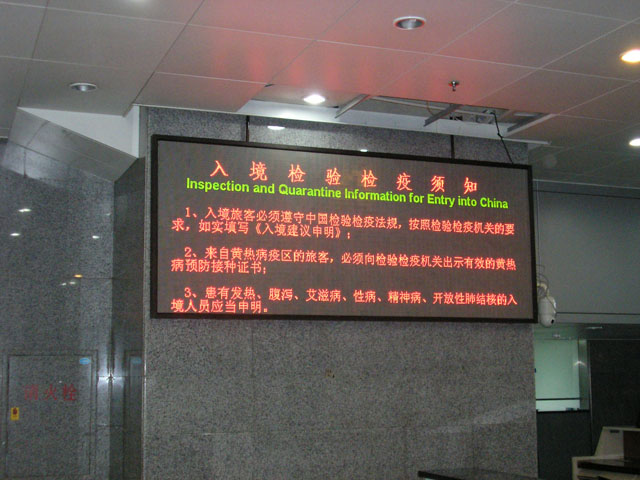 入境检验检疫须知
Inspection and Quarantine Information for Entry into China
1、入境旅客必须遵守中国检验检疫法规，按照检验检疫机关的要
求，如实填写《入境建议申明》；
2、来自黄热病疫区的旅客，必须向检验检疫机关出示有效的黄热
病预防接种证书；
3、患有发热、腹泻、艾滋病、性病、精神病、开放性肺结核的入
境人员应当申明。
消火栓